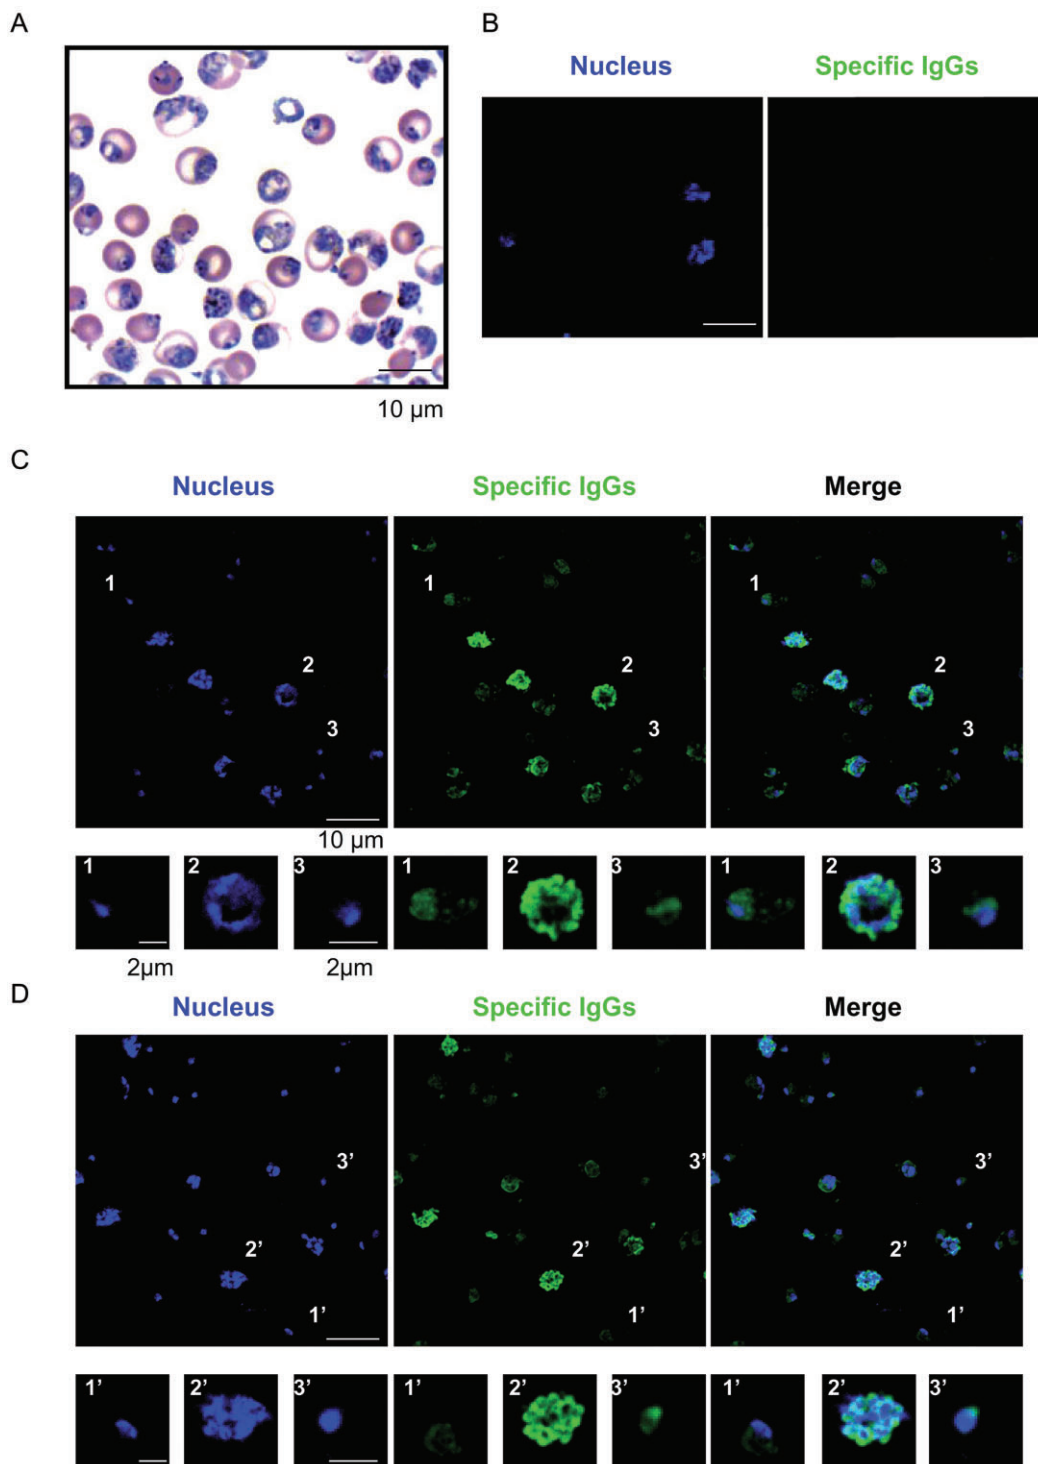 A
10 µm
B
Nucleus Specific IgGs
C
Nucleus Specific IgGs Merge
1 1
2 2 2
3 3 3
10 µm
1 2 3 1 2 3 1 2 3
2µm 2µm
D
Nucleus Specific IgGs Merge
3’ 3’ 3’
2’ 2’ 2’
1’ 1’ 1’
1’ 2’ 3’ 1’ 2’ 3’ 1’ 2’ 3’